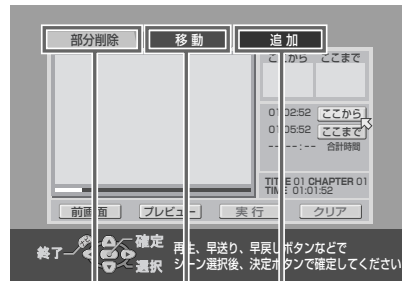 部分削除 移動 追加
ここから ここまで
01:02:52 ここから
01:05:52 ここまで
--:--:-- 合計時間
TITLE 01 CHAPTER 01
TIME 01:01:52
前画面 プレビュー 実行 クリア
終了 確定 選択
再生、早送り、早戻しボタンなどで
シーン選択後、決定ボタンで確定してください